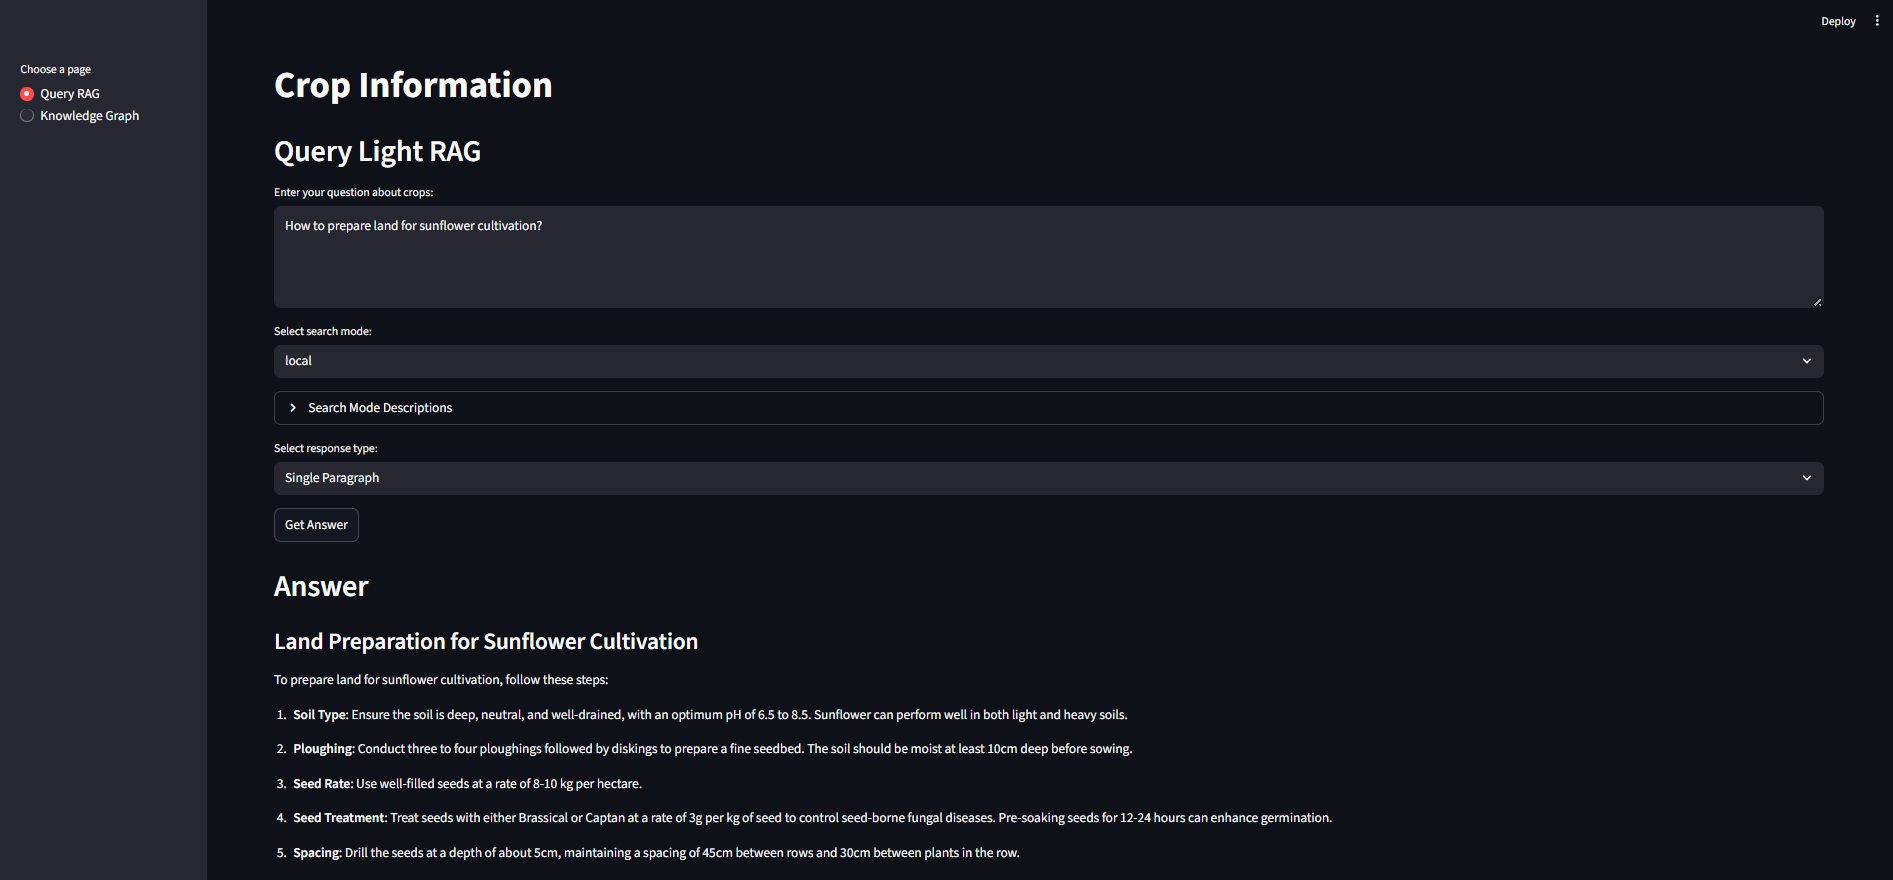 Deploy
Choose a page
Query RAG
Knowledge Graph
Crop Information
Query Light RAG
Enter your question about crops:
How to prepare land for sunflower cultivation?
Select search mode:
local
Search Mode Descriptions
Select response type:
Single Paragraph
Get Answer
Answer
Land Preparation for Sunflower Cultivation
To prepare land for sunflower cultivation, follow these steps:
1. Soil Type: Ensure the soil is deep, neutral, and well-drained, with an optimum pH of 6.5 to 8.5. Sunflower can perform well in both light and heavy soils.
2. Ploughing: Conduct three to four ploughings followed by diskings to prepare a fine seedbed. The soil should be moist at least 10cm deep before sowing.
3. Seed Rate: Use well-filled seeds at a rate of 8-10 kg per hectare.
4. Seed Treatment: Treat seeds with either Brassical or Captan at a rate of 3g per kg of seed to control seed-borne fungal diseases. Pre-soaking seeds for 12-24 hours can enhance germination.
5. Spacing: Drill the seeds at a depth of about 5cm, maintaining a spacing of 45cm between rows and 30cm between plants in the row.